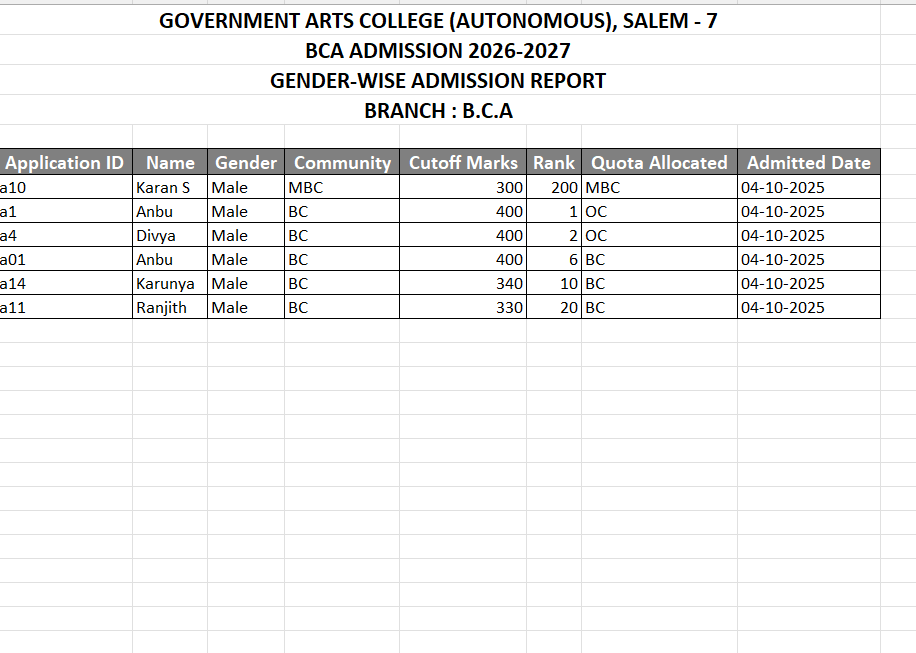 GOVERNMENT ARTS COLLEGE (AUTONOMOUS), SALEM - 7
BCA ADMISSION 2026-2027
GENDER-WISE ADMISSION REPORT
BRANCH : B.C.A
Application ID Name Gender Community Cutoff Marks Rank Quota Allocated Admitted Date
a10 Karan S Male MBC 300 200 MBC 04-10-2025
a1 Anbu Male BC 400 1 OC 04-10-2025
a4 Divya Male BC 400 2 OC 04-10-2025
a01 Anbu Male BC 400 6 BC 04-10-2025
a14 Karunya Male BC 340 10 BC 04-10-2025
a11 Ranjith Male BC 330 20 BC 04-10-2025